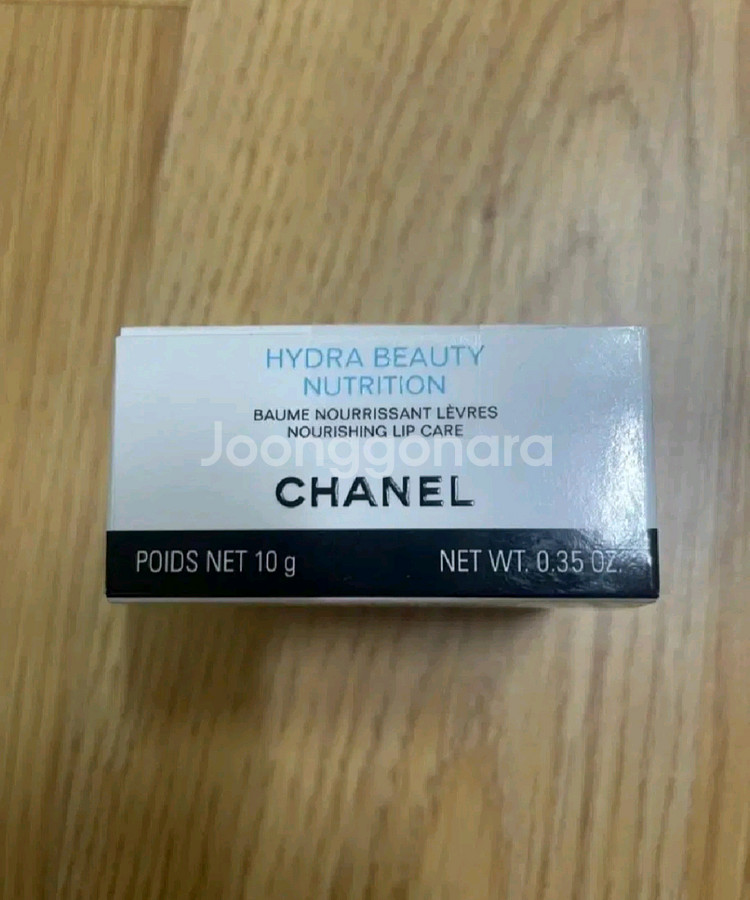 HYDRA BEAUTY
NUTRITION
BAUME NOURRISSANT LÈVRES
NOURISHING LIP CARE
Joonggonara
CHANEL
POIDS NET 10 g NET WT. 0.35 OZ.